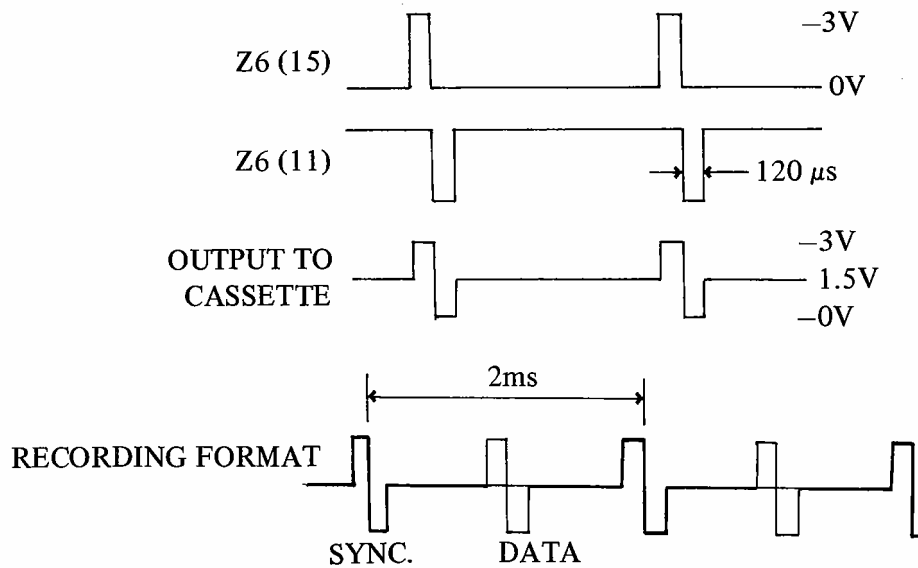 Z6 (15)
–3V
0V
Z6 (11)
120 μs
OUTPUT TO
CASSETTE
–3V
1.5V
–0V
2ms
RECORDING FORMAT
SYNC.
DATA